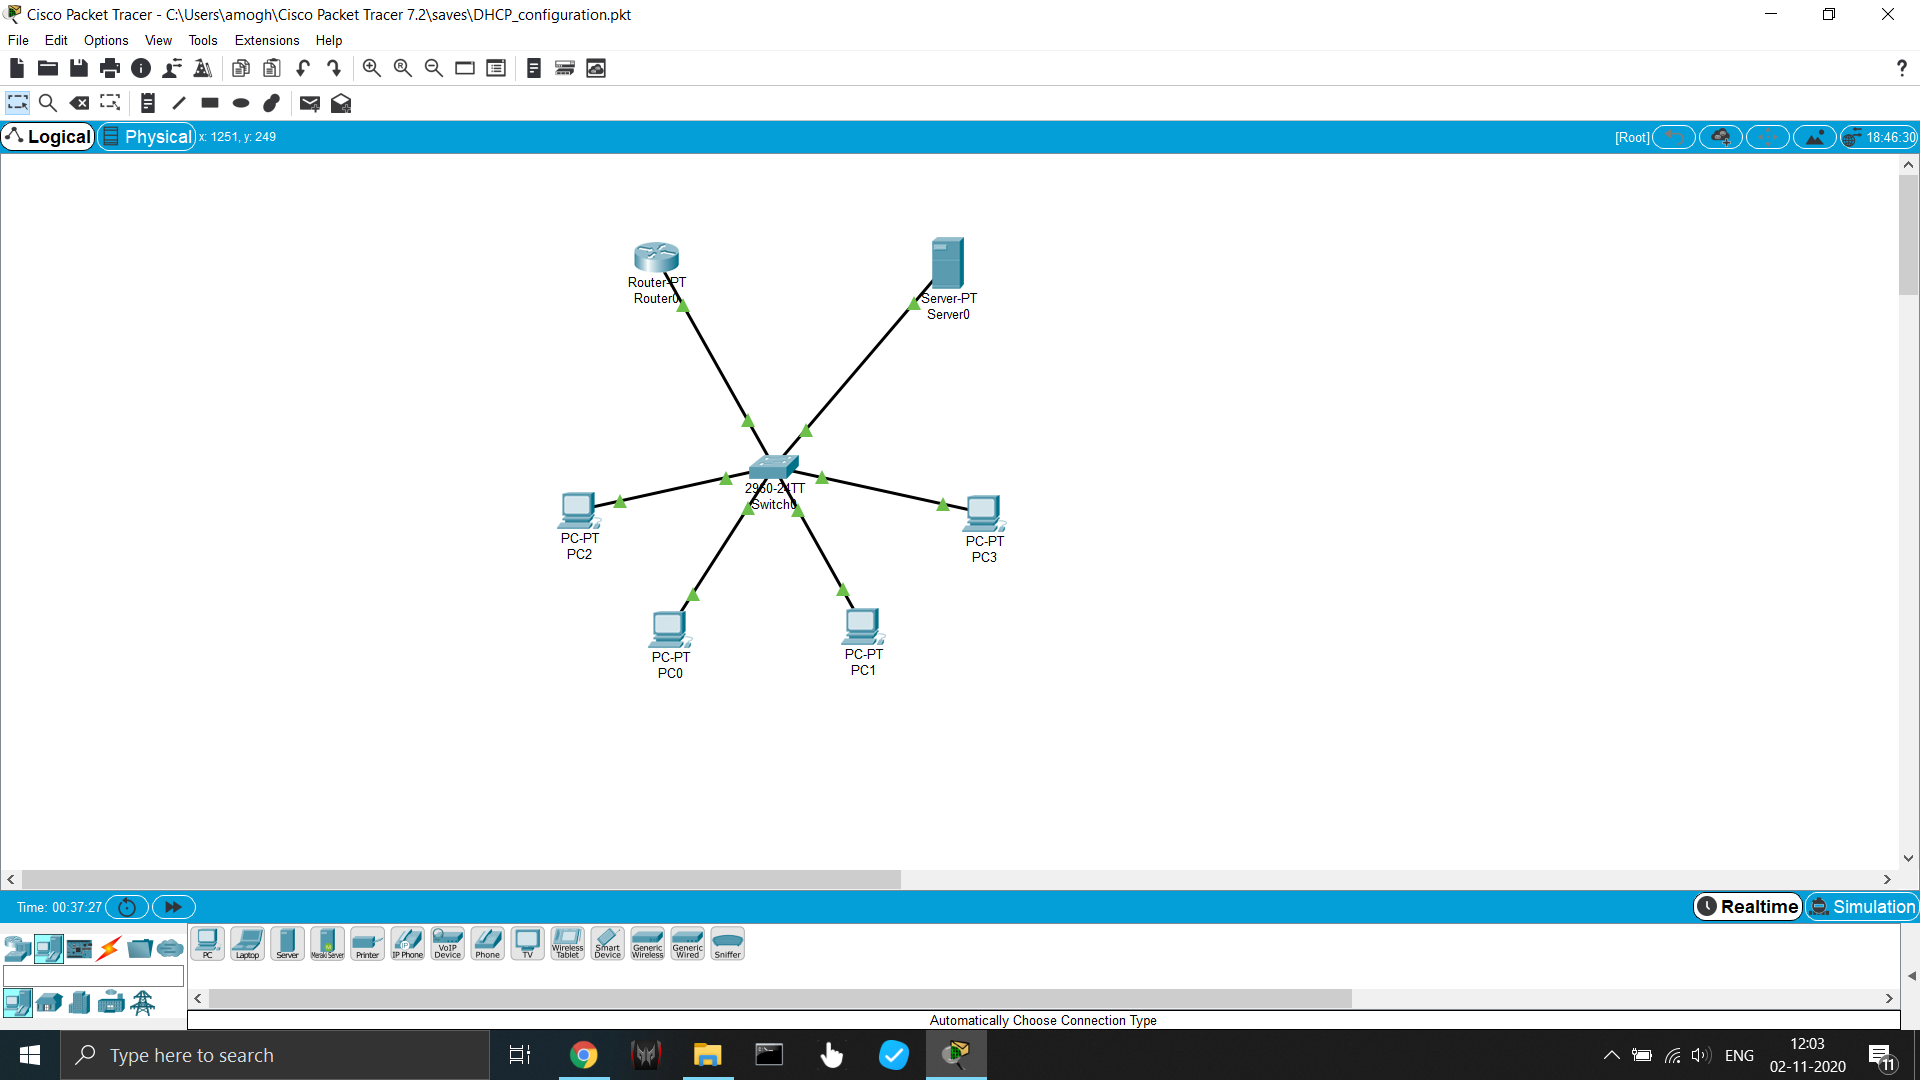 Cisco Packet Tracer - C:\Users\amogh\Cisco Packet Tracer 7.2\saves\DHCP_configuration.pkt
File Edit Options View Tools Extensions Help
?
Logical Physical x: 1251, y: 249 [Root] 18:46:30
Router-PT
Router0
Server-PT
Server0
2960-24TT
Switch0
PC-PT
PC2
PC-PT
PC3
PC-PT
PC0
PC-PT
PC1
Time: 00:37:27 Realtime Simulation
PC Laptop Server Meraki Server Printer IP Phone VoIP Device Phone TV Wireless Tablet Smart Device Generic Wireless Generic Wired Sniffer
Automatically Choose Connection Type
Type here to search
ENG
12:03
02-11-2020
11